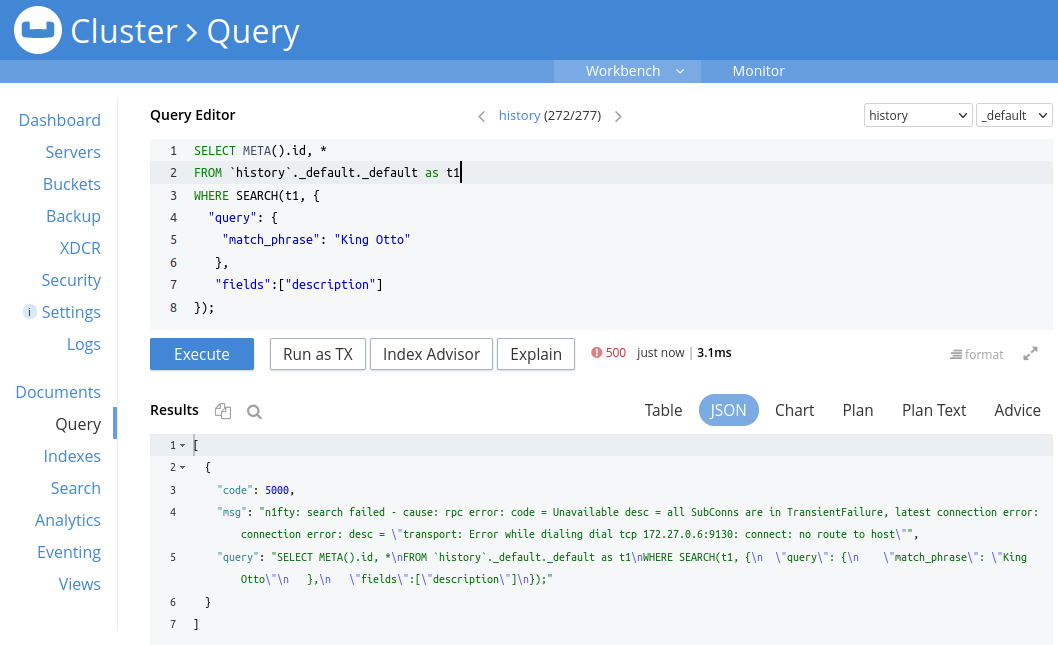 Cluster > Query
Workbench Monitor
Dashboard
Servers
Buckets
Backup
XDCR
Security
i Settings
Logs
Documents
Query
Indexes
Search
Analytics
Eventing
Views
Query Editor < history (272/277) > history _default
1 SELECT META().id, *
2 FROM `history`._default._default as t1
3 WHERE SEARCH(t1, {
4 "query": {
5 "match_phrase": "King Otto"
6 },
7 "fields":["description"]
8 });
Execute Run as TX Index Advisor Explain ! 500 just now | 3.1ms format
Results Table JSON Chart Plan Plan Text Advice
1 [
2 {
3 "code": 5000,
4 "msg": "n1fty: search failed - cause: rpc error: code = Unavailable desc = all SubConns are in TransientFailure, latest connection error:
connection error: desc = \"transport: Error while dialing dial tcp 172.27.0.6:9130: connect: no route to host\"",
5 "query": "SELECT META().id, *\nFROM `history`._default._default as t1\nWHERE SEARCH(t1, {\n  \"query\": {\n    \"match_phrase\": \"King
Otto\"\n   },\n   \"fields\":[\"description\"]\n});"
6 }
7 ]